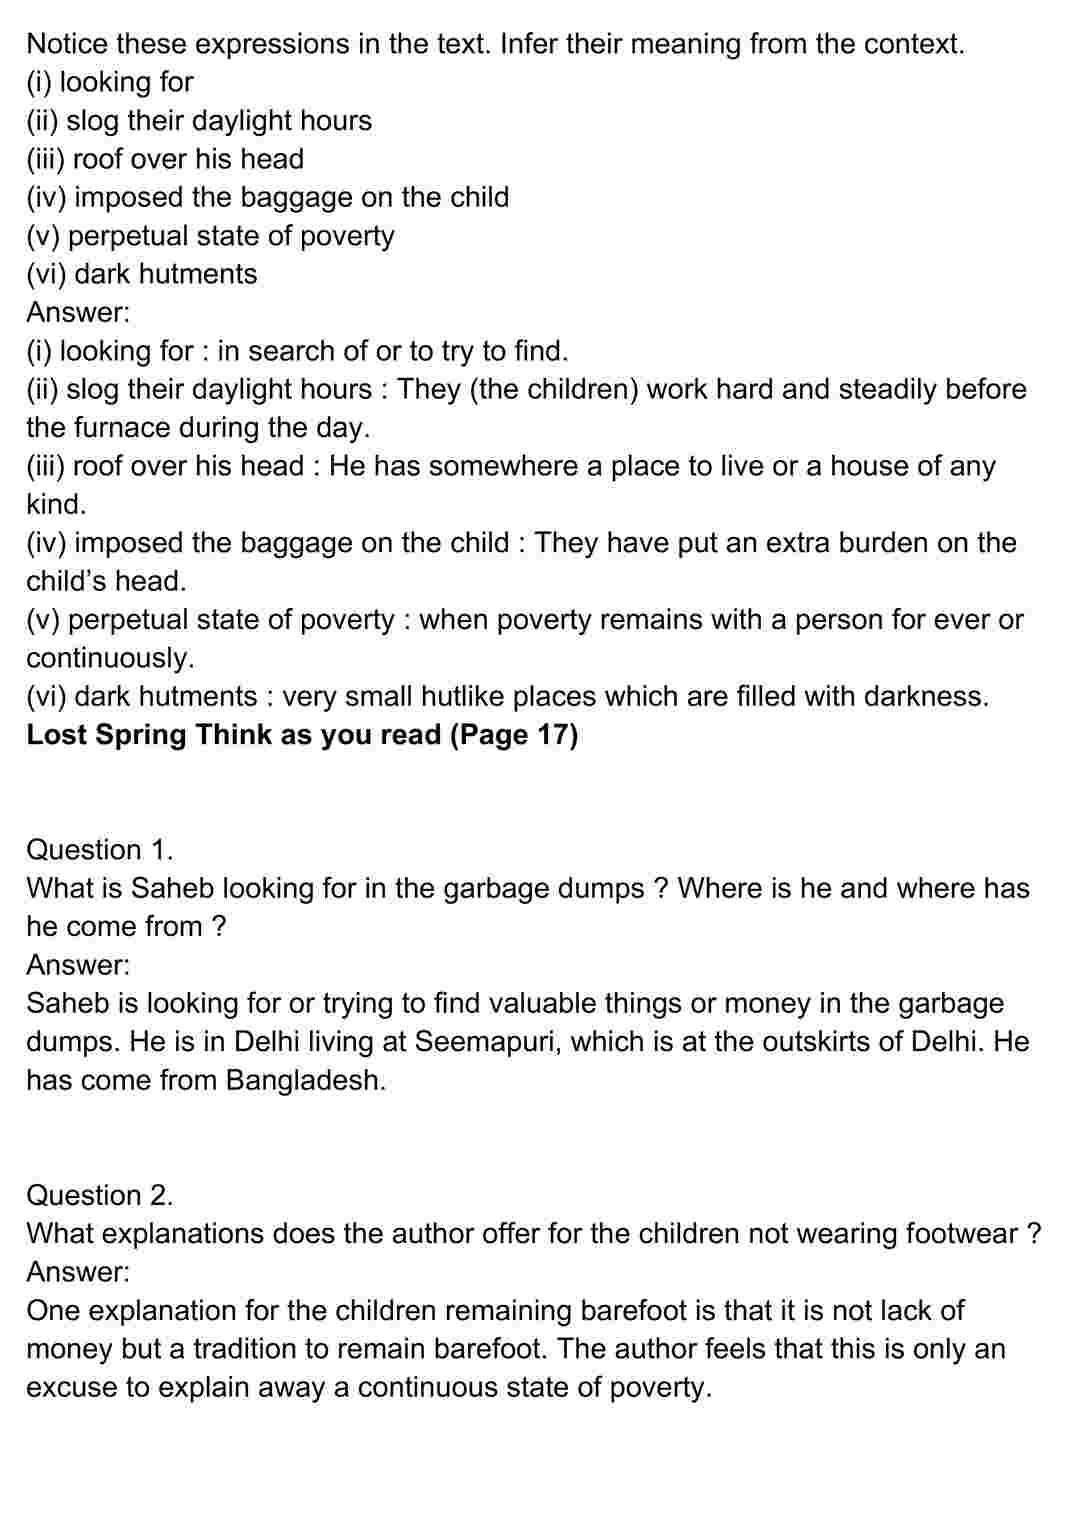 Notice these expressions in the text. Infer their meaning from the context.
(i) looking for
(ii) slog their daylight hours
(iii) roof over his head
(iv) imposed the baggage on the child
(v) perpetual state of poverty
(vi) dark hutments
Answer:
(i) looking for : in search of or to try to find.
(ii) slog their daylight hours : They (the children) work hard and steadily before
the furnace during the day.
(iii) roof over his head : He has somewhere a place to live or a house of any
kind.
(iv) imposed the baggage on the child : They have put an extra burden on the
child’s head.
(v) perpetual state of poverty : when poverty remains with a person for ever or
continuously.
(vi) dark hutments : very small hutlike places which are filled with darkness.
Lost Spring Think as you read (Page 17)
Question 1.
What is Saheb looking for in the garbage dumps ? Where is he and where has
he come from ?
Answer:
Saheb is looking for or trying to find valuable things or money in the garbage
dumps. He is in Delhi living at Seemapuri, which is at the outskirts of Delhi. He
has come from Bangladesh.
Question 2.
What explanations does the author offer for the children not wearing footwear ?
Answer:
One explanation for the children remaining barefoot is that it is not lack of
money but a tradition to remain barefoot. The author feels that this is only an
excuse to explain away a continuous state of poverty.